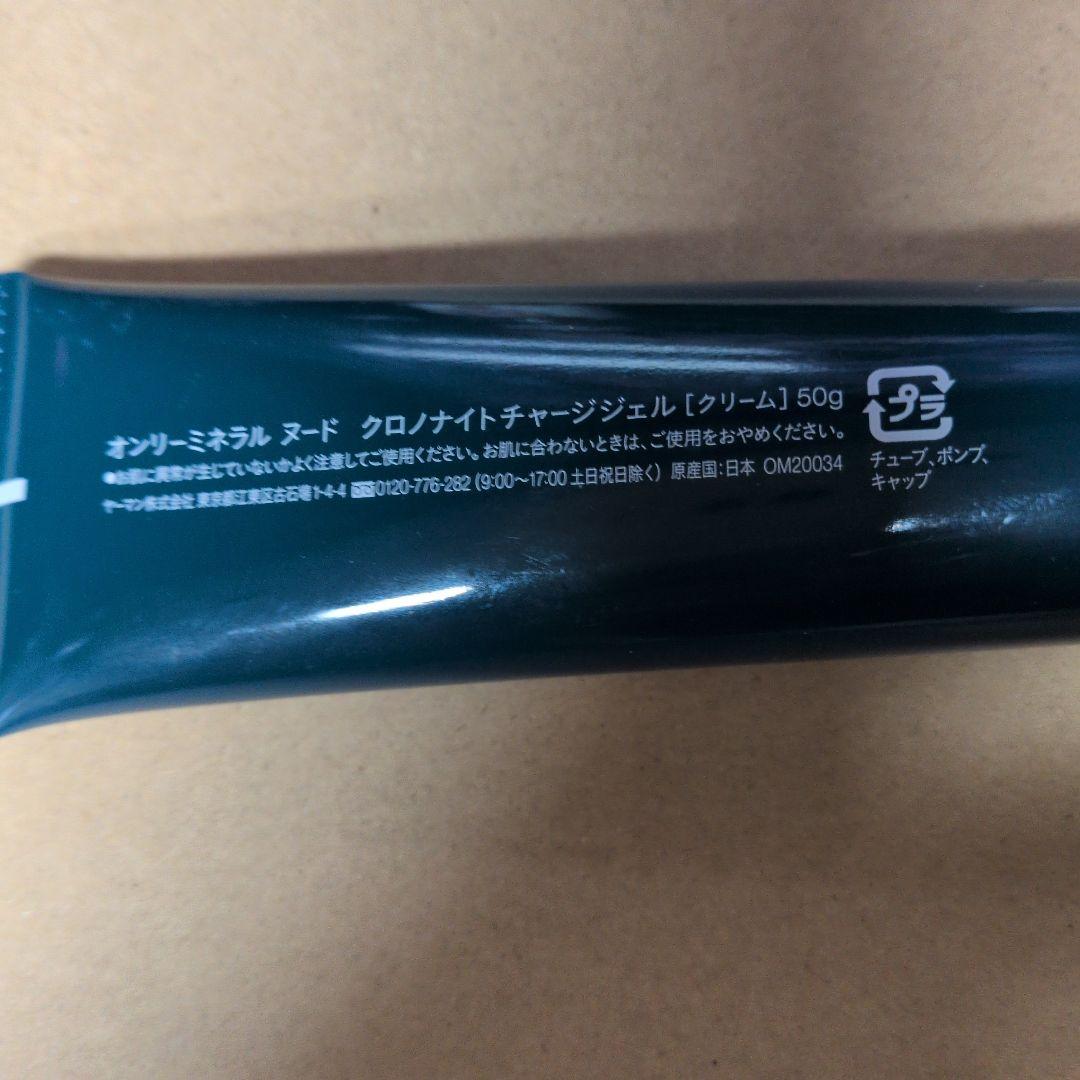 オンリーミネラル ヌード クロノナイトチャージジェル [クリーム] 50g
●お肌に異常が生じていないかよく注意してご使用ください。お肌に合わないときは、ご使用をおやめください。
ヤーマン株式会社 東京都江東区古石場1-4-4 0120-776-282 (9:00〜17:00 土日祝日除く) 原産国:日本 OM20034
プラ
チューブ、ポンプ、
キャップ